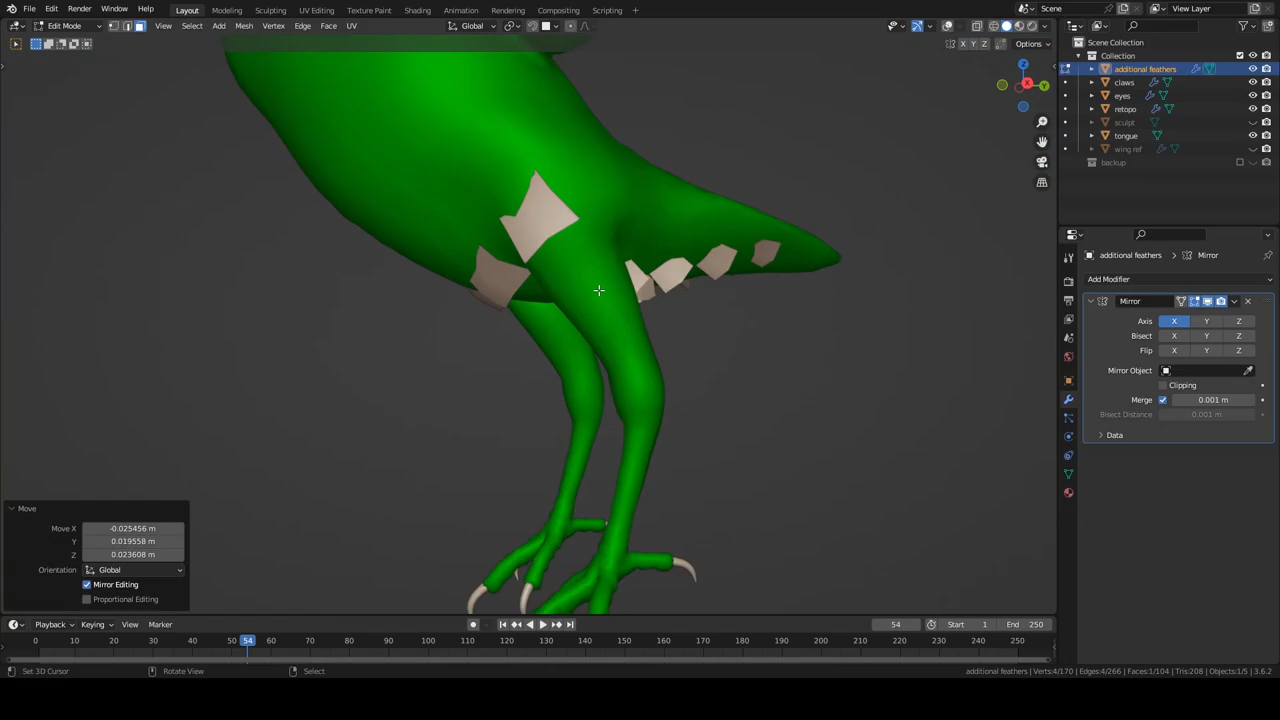 File Edit Render Window Help Layout Modeling Sculpting UV Editing Texture Paint Shading Animation Rendering Compositing Geometry Nodes Scripting Scene View Layer
Edit Mode View Select Add Mesh Vertex Edge Face UV Global
X Y Z Options
Scene Collection
Collection
additional feathers
claws
eyes
retopo
sculpt
tongue
wing ref
backup
additional feathers > Mirror
Add Modifier
Mirror
Axis X Y Z
Bisect X Y Z
Flip X Y Z
Mirror Object
Clipping
Merge 0.001 m
Bisect Distance 0.001 m
Data
Z
X
Y
Move
Move X -0.025456 m
Y 0.019558 m
Z 0.023608 m
Orientation Global
Mirror Editing
Proportional Editing
Playback Keying View Marker 54 Start 1 End 250
0 10 20 30 40 50 54 60 70 80 90 100 110 120 130 140 150 160 170 180 190 200 210 220 230 240 250
Set 3D Cursor Rotate View Select additional feathers | Verts:4/170 | Edges:4/266 | Faces:1/104 | Tris:208 | Objects:1/5 | 3.6.2